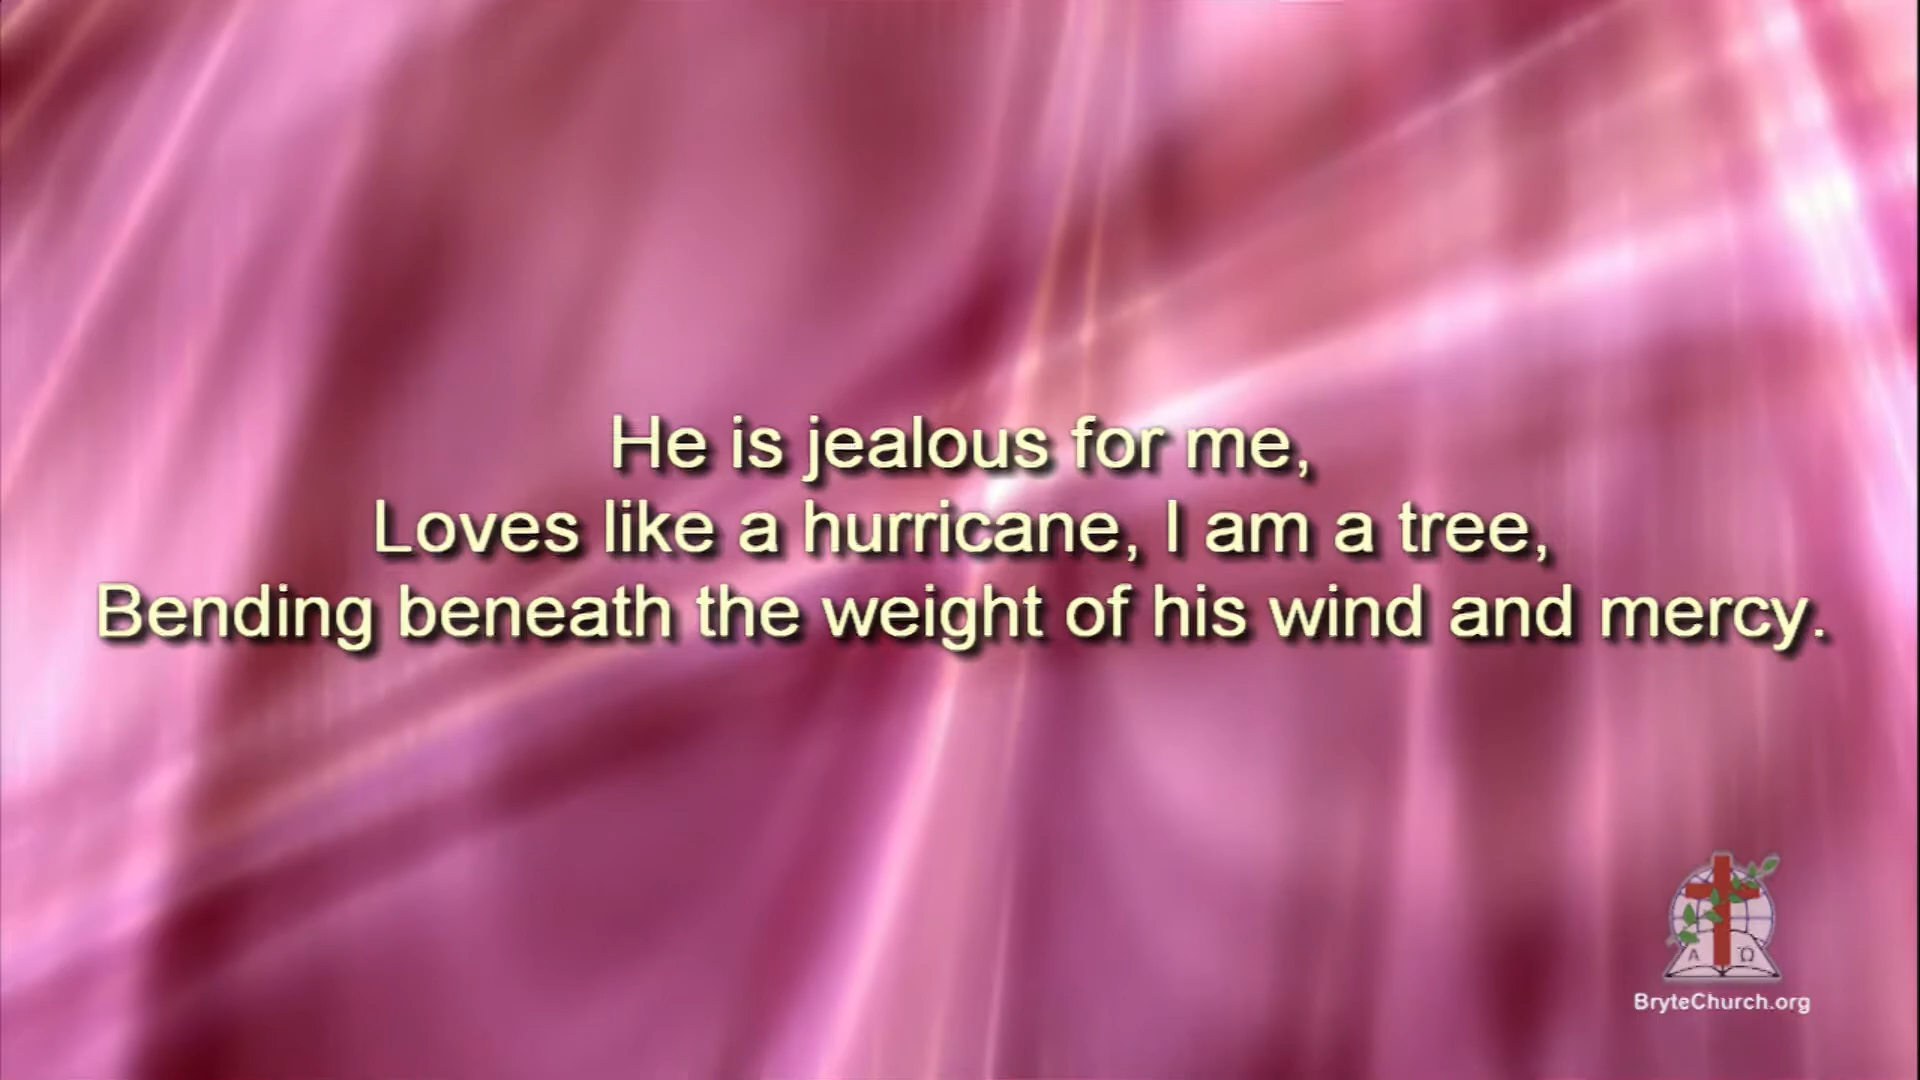 He is jealous for me,
Loves like a hurricane, I am a tree,
Bending beneath the weight of his wind and mercy.
A Ω
BryteChurch.org